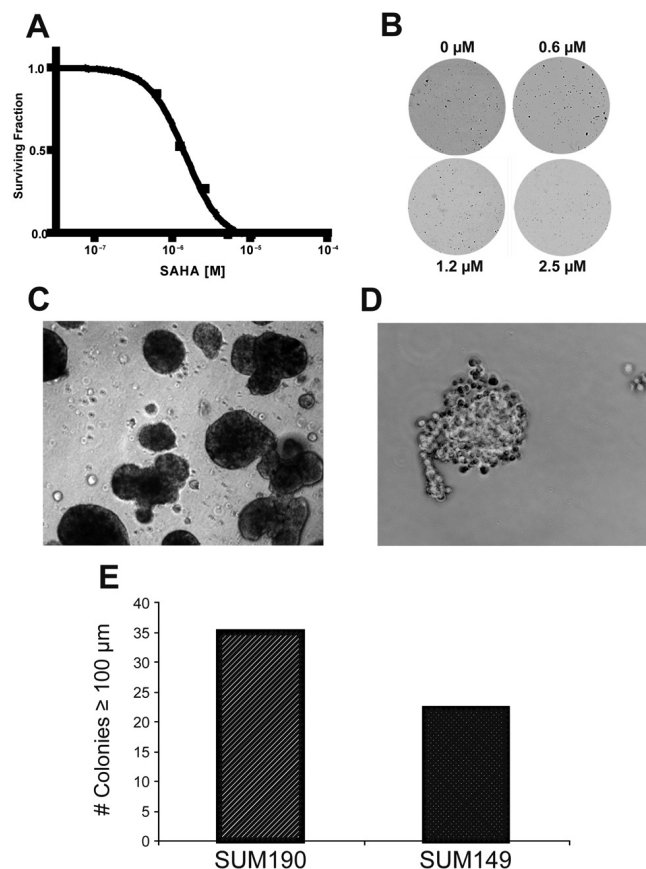 A
B
0 µM
0.6 µM
1.0
0.5
0.0
Surviving Fraction
10⁻⁷
10⁻⁶
10⁻⁵
10⁻⁴
SAHA [M]
1.2 µM
2.5 µM
C
D
E
40
35
30
25
20
15
10
5
0
# Colonies ≥ 100 µm
SUM190
SUM149